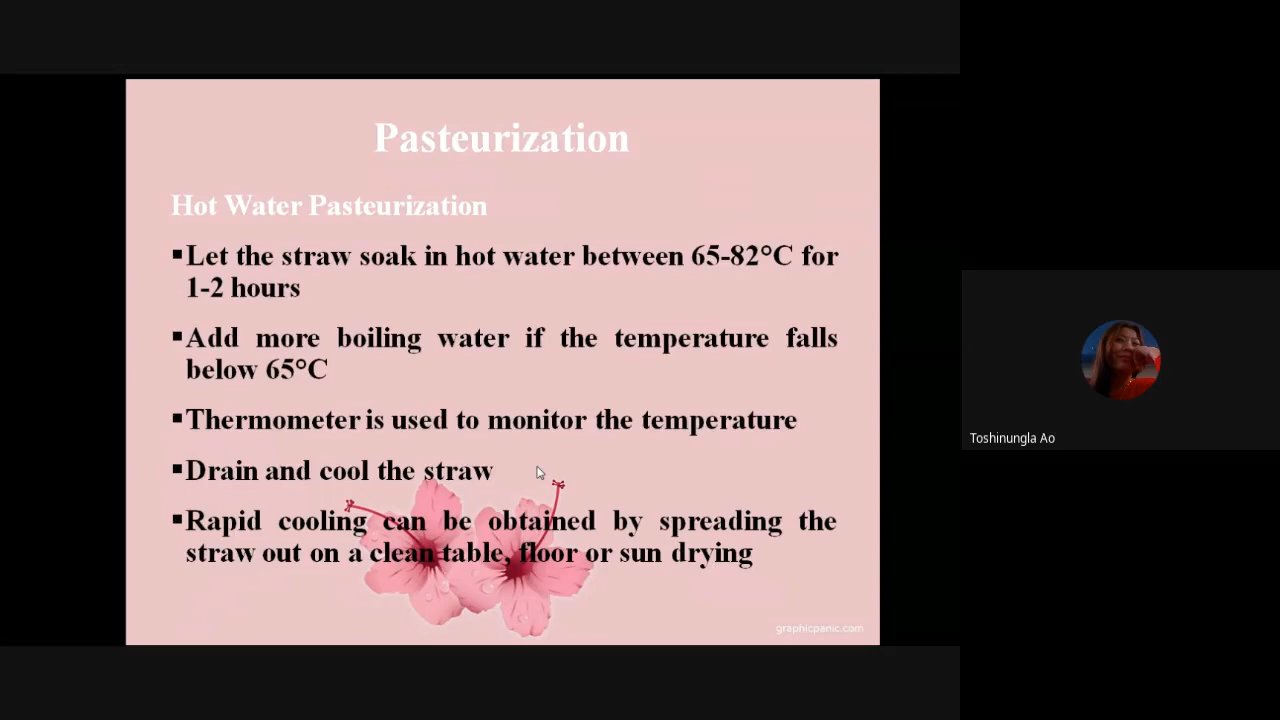 Pasteurization
Hot Water Pasteurization
▪Let the straw soak in hot water between 65-82°C for
1-2 hours
▪Add more boiling water if the temperature falls
below 65°C
▪Thermometer is used to monitor the temperature
▪Drain and cool the straw
▪Rapid cooling can be obtained by spreading the
straw out on a clean table, floor or sun drying
graphicpanic.com
Toshinungla Ao